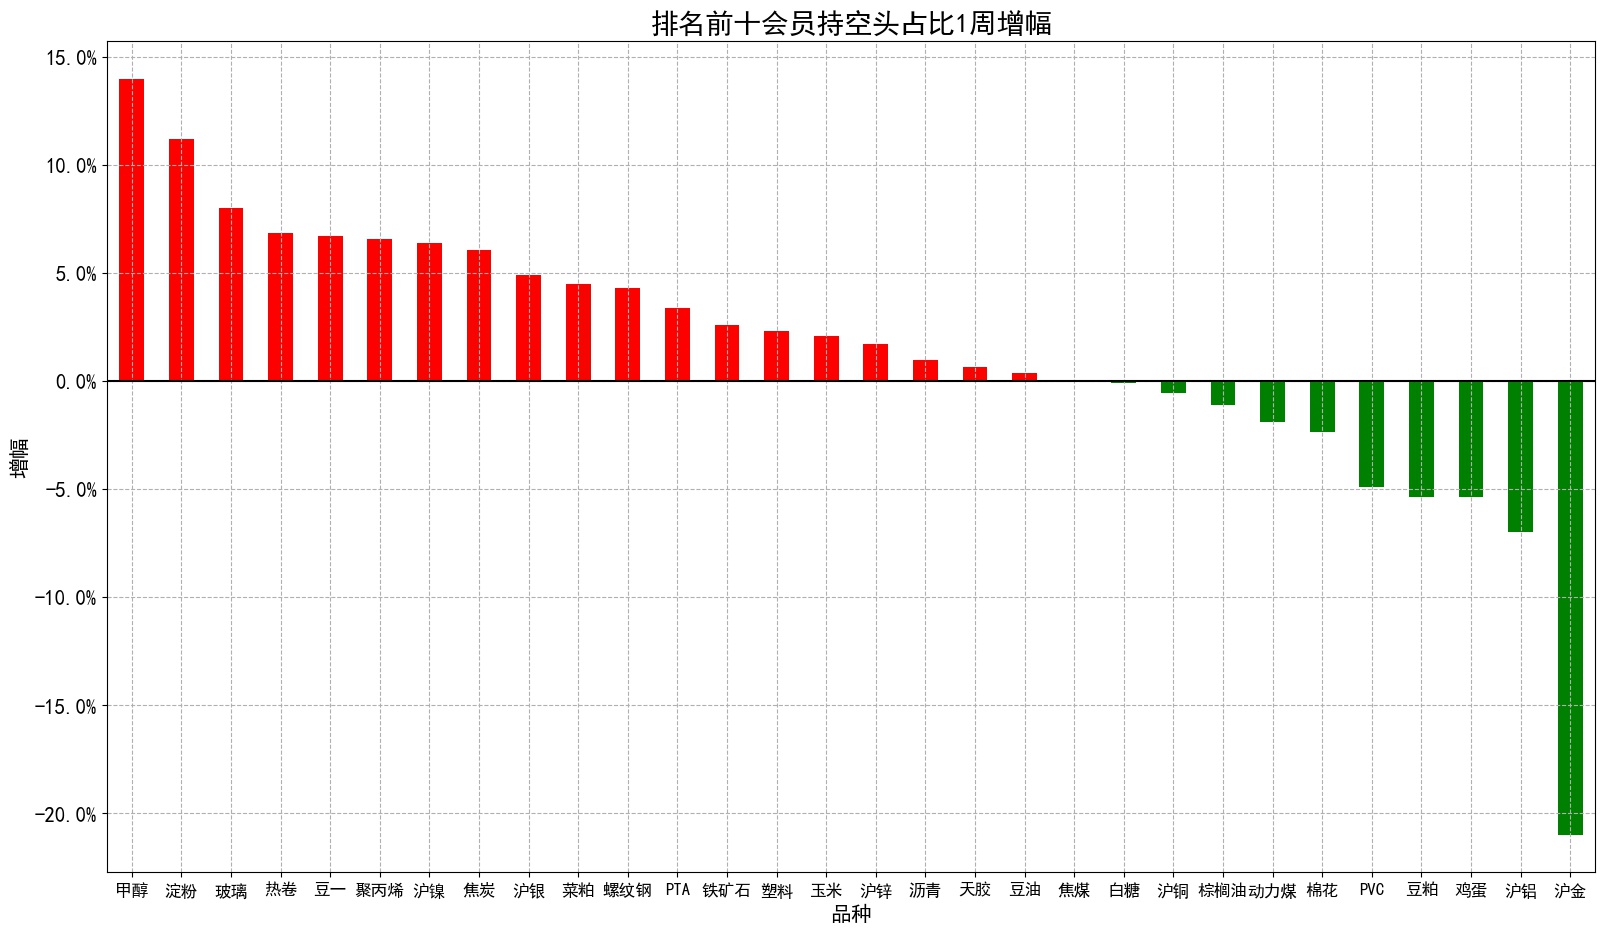 排名前十会员持空头占比1周增幅
15.0%
10.0%
5.0%
0.0%
−5.0%
−10.0%
−15.0%
−20.0%
增幅
甲醇 淀粉 玻璃 热卷 豆一 聚丙烯 沪镍 焦炭 沪银 菜粕 螺纹钢 PTA 铁矿石 塑料 玉米 沪锌 沥青 天胶 豆油 焦煤 白糖 沪铜 棕榈油 动力煤 棉花 PVC 豆粕 鸡蛋 沪铝 沪金
品种